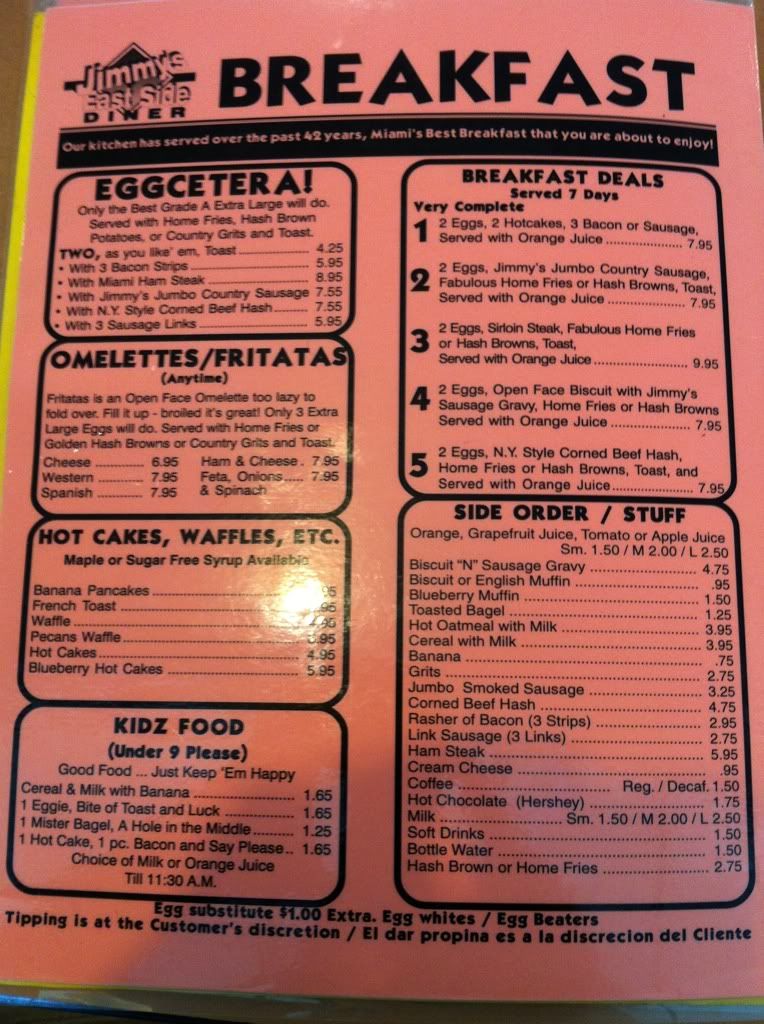 Jimmy's
East Side
DINER
BREAKFAST
Our kitchen has served over the past 42 years, Miami's Best Breakfast that you are about to enjoy!
EGGCETERA!
Only the Best Grade A Extra Large will do.
Served with Home Fries, Hash Brown
Potatoes, or Country Grits and Toast.
TWO, as you like" em, Toast 4.25
• With 3 Bacon Strips 5.95
• With Miami Ham Steak 8.95
• With Jimmy's Jumbo Country Sausage 7.55
• With N.Y. Style Corned Beef Hash 7.55
• With 3 Sausage Links 5.95
OMELETTES/FRITATAS
(Anytime)
Fritatas is an Open Face Omelette too lazy to
fold over. Fill it up - broiled it's great! Only 3 Extra
Large Eggs will do. Served with Home Fries or
Golden Hash Browns or Country Grits and Toast.
Cheese 6.95 Ham & Cheese 7.95
Western 7.95 Feta, Onions 7.95
Spanish 7.95 & Spinach
HOT CAKES, WAFFLES, ETC.
Maple or Sugar Free Syrup Available
Banana Pancakes .95
French Toast .95
Waffle 4.95
Pecans Waffle .95
Hot Cakes 4.95
Blueberry Hot Cakes 5.95
KIDZ FOOD
(Under 9 Please)
Good Food ... Just Keep 'Em Happy
Cereal & Milk with Banana 1.65
1 Eggie, Bite of Toast and Luck 1.65
1 Mister Bagel, A Hole in the Middle 1.25
1 Hot Cake, 1 pc. Bacon and Say Please 1.65
Choice of Milk or Orange Juice
Till 11:30 A.M.
BREAKFAST DEALS
Served 7 Days
Very Complete
1 2 Eggs, 2 Hotcakes, 3 Bacon or Sausage,
Served with Orange Juice 7.95
2 2 Eggs, Jimmy's Jumbo Country Sausage,
Fabulous Home Fries or Hash Browns, Toast,
Served with Orange Juice 7.95
3 2 Eggs, Sirloin Steak, Fabulous Home Fries
or Hash Browns, Toast,
Served with Orange Juice 9.95
4 2 Eggs, Open Face Biscuit with Jimmy's
Sausage Gravy, Home Fries or Hash Browns
Served with Orange Juice 7.95
5 2 Eggs, N.Y. Style Corned Beef Hash,
Home Fries or Hash Browns, Toast, and
Served with Orange Juice 7.95
SIDE ORDER / STUFF
Orange, Grapefruit Juice, Tomato or Apple Juice
Sm. 1.50 / M 2.00 / L 2.50
Biscuit "N" Sausage Gravy 4.75
Biscuit or English Muffin .95
Blueberry Muffin 1.50
Toasted Bagel 1.25
Hot Oatmeal with Milk 3.95
Cereal with Milk 3.95
Banana .75
Grits 2.75
Jumbo Smoked Sausage 3.25
Corned Beef Hash 4.75
Rasher of Bacon (3 Strips) 2.95
Link Sausage (3 Links) 2.75
Ham Steak 5.95
Cream Cheese .95
Coffee Reg. / Decaf. 1.50
Hot Chocolate (Hershey) 1.75
Milk Sm. 1.50 / M 2.00 / L 2.50
Soft Drinks 1.50
Bottle Water 1.50
Hash Brown or Home Fries 2.75
Egg substitute $1.00 Extra. Egg whites / Egg Beaters
Tipping is at the Customer's discretion / El dar propina es a la discrecion del Cliente